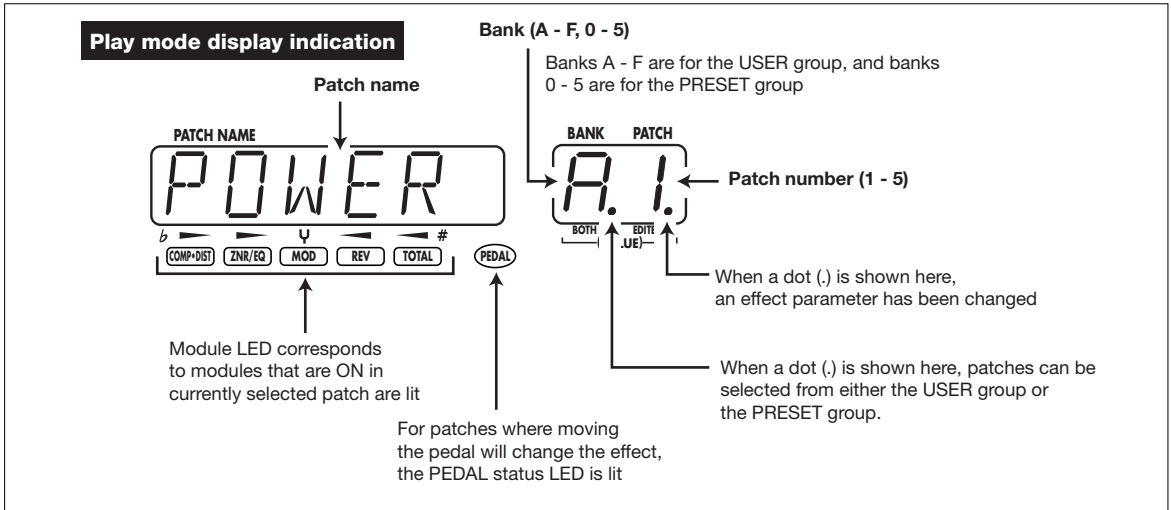 Play mode display indication
Bank (A - F, 0 - 5)
Banks A - F are for the USER group, and banks
0 - 5 are for the PRESET group
Patch name
PATCH NAME
BANK PATCH
POWER
A.1.
Patch number (1 - 5)
♭ #
COMP•DIST ZNR/EQ MOD REV TOTAL PEDAL
BOTH
When a dot (.) is shown here,
an effect parameter has been changed
Module LED corresponds
to modules that are ON in
currently selected patch are lit
When a dot (.) is shown here, patches can be
selected from either the USER group or
the PRESET group.
For patches where moving
the pedal will change the effect,
the PEDAL status LED is lit